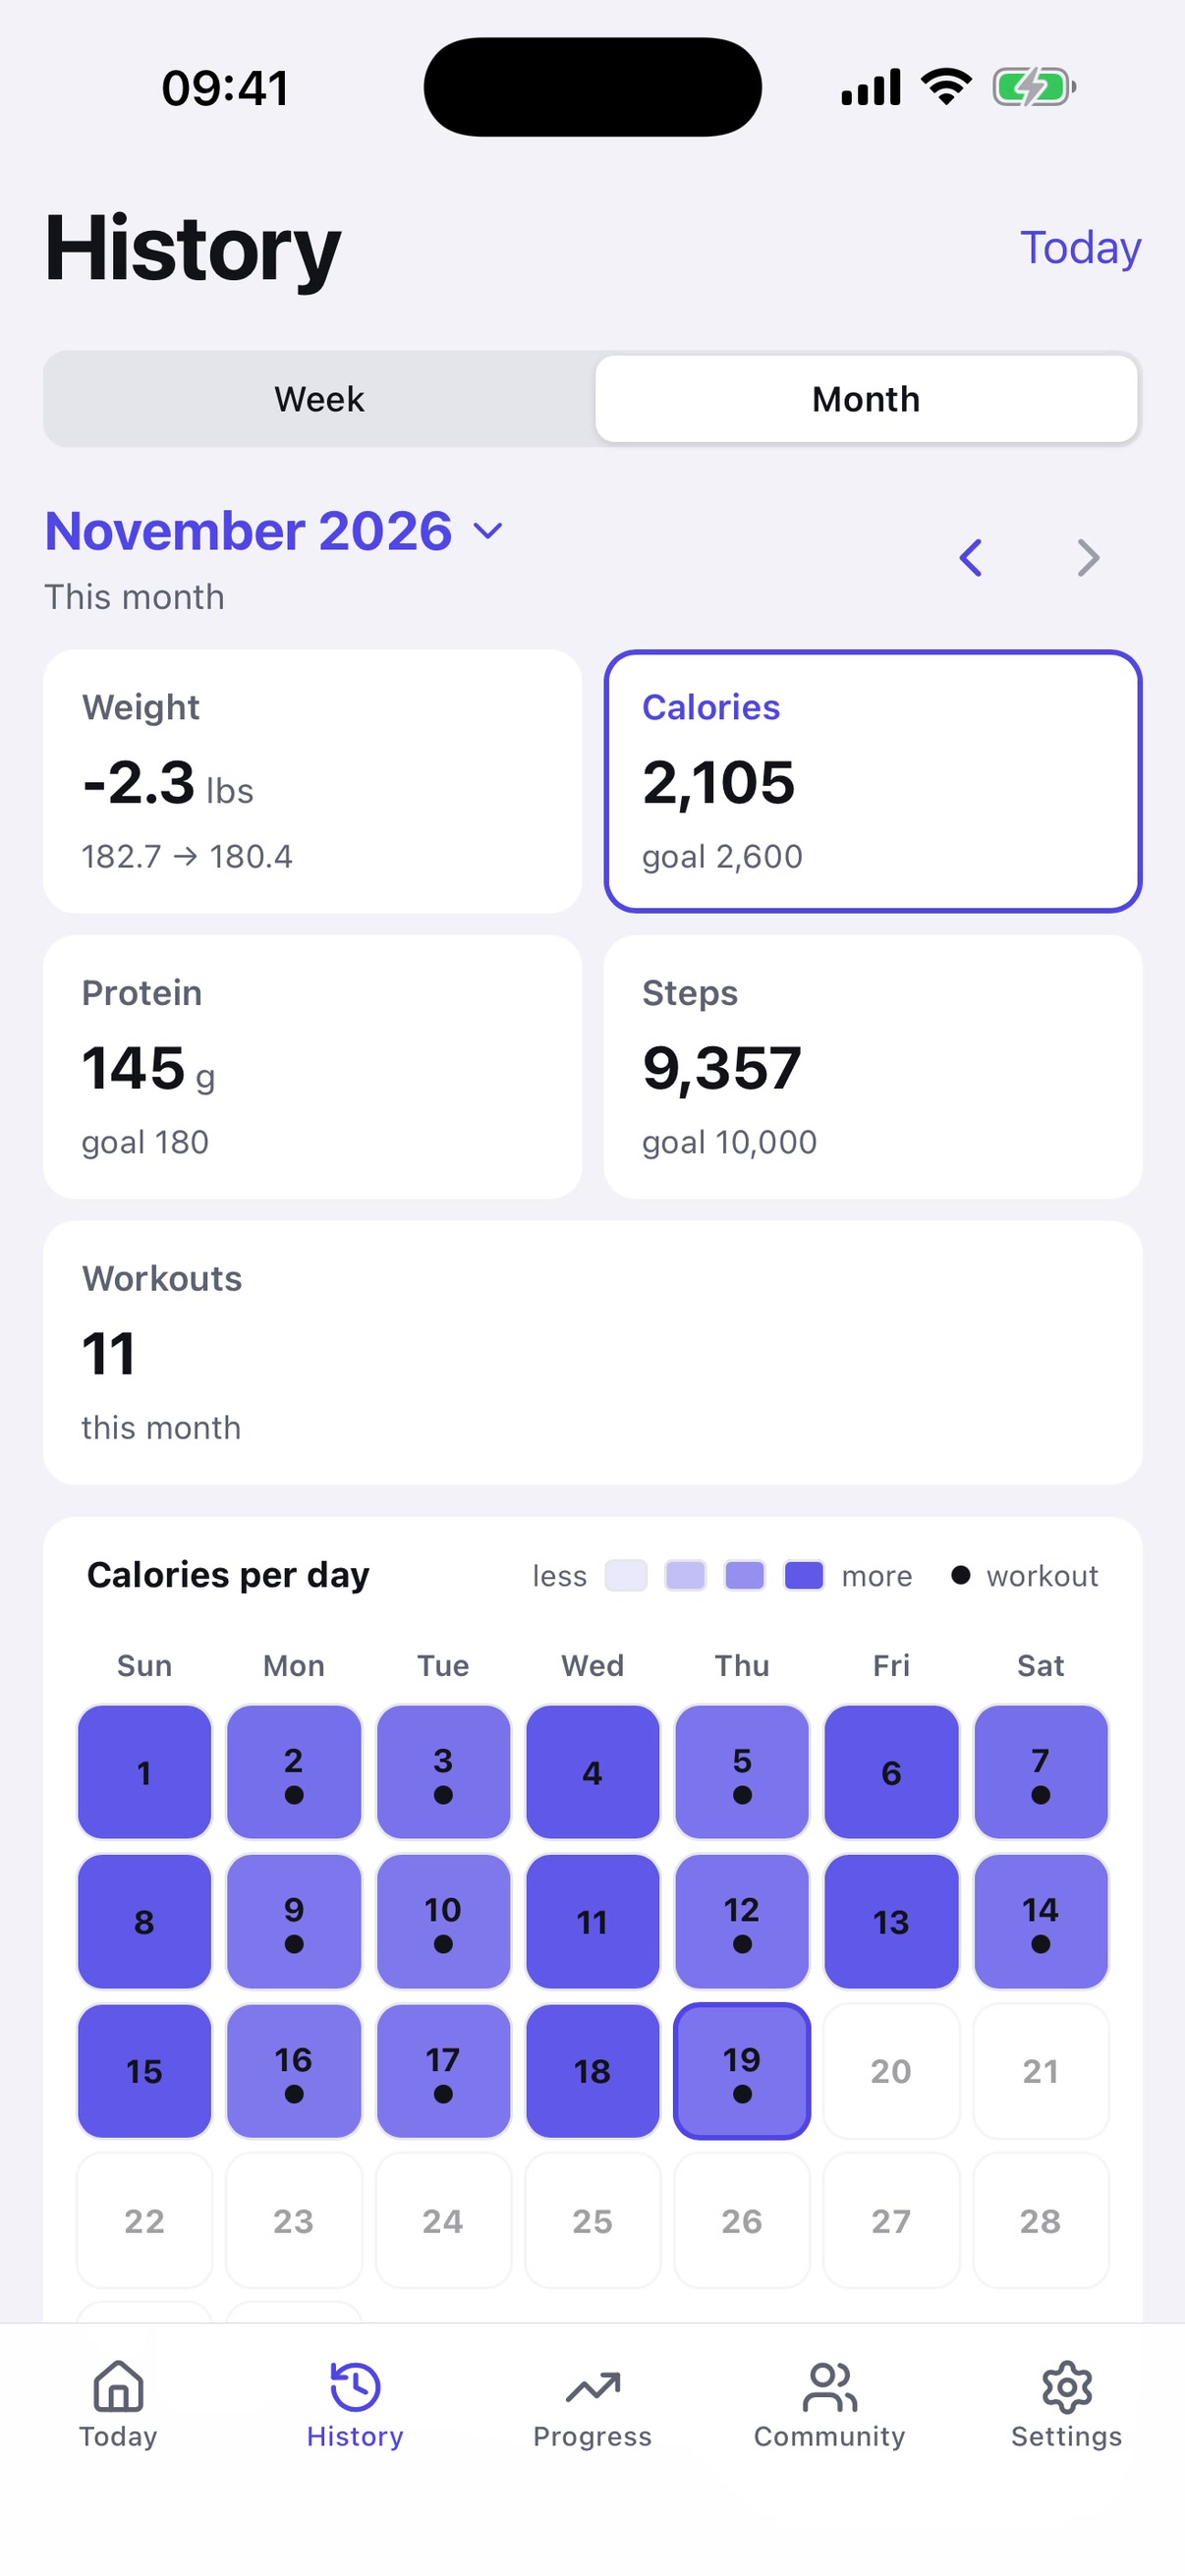 09:41
History
Today
Week
Month
November 2026
This month
Weight
-2.3 lbs
182.7 → 180.4
Calories
2,105
goal 2,600
Protein
145 g
goal 180
Steps
9,357
goal 10,000
Workouts
11
this month
Calories per day
less more workout
Sun Mon Tue Wed Thu Fri Sat
1 2 3 4 5 6 7
8 9 10 11 12 13 14
15 16 17 18 19 20 21
22 23 24 25 26 27 28
Today History Progress Community Settings